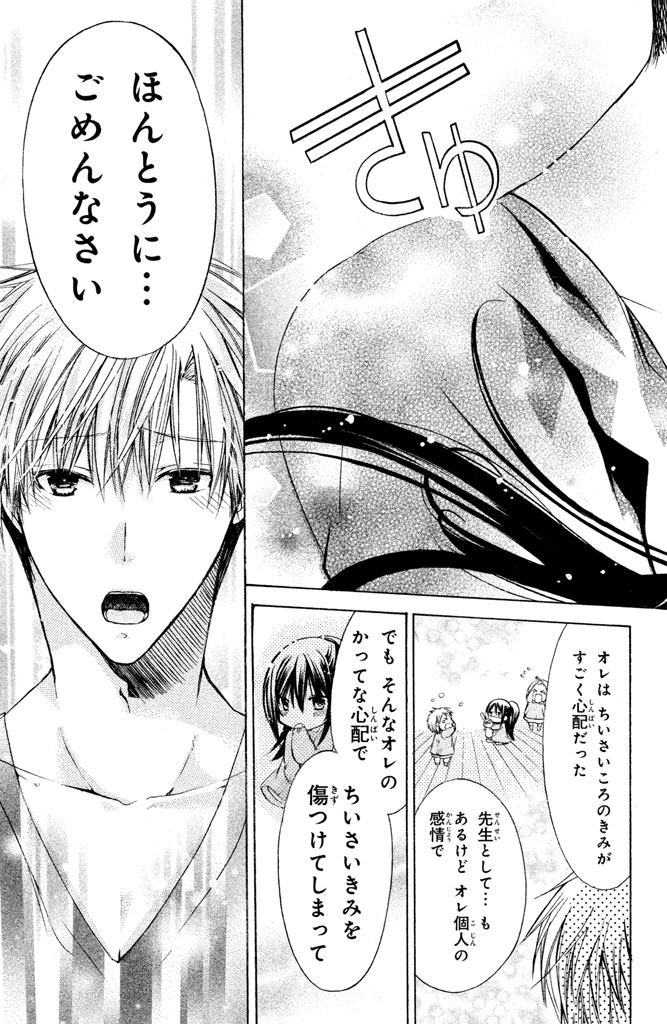 きゅ
オレは ちいさいころのきみが
すごく心配だった
先生として…も
あるけど オレ個人の
感情で
でも そんなオレの
かってな心配で
ちいさいきみを
傷つけてしまって
ほんとうに…
ごめんなさい